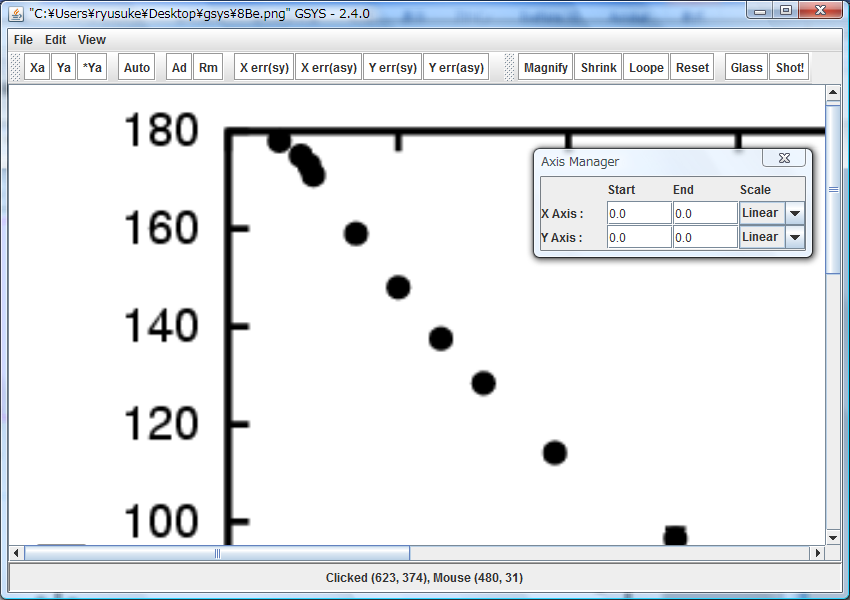 "C:¥Users¥ryusuke¥Desktop¥gsys¥8Be.png" GSYS - 2.4.0
File Edit View
Xa Ya *Ya Auto Ad Rm X err(sy) X err(asy) Y err(sy) Y err(asy) Magnify Shrink Loope Reset Glass Shot!
180
Axis Manager
Start End Scale
X Axis : 0.0 0.0 Linear
Y Axis : 0.0 0.0 Linear
160
140
120
100
Clicked (623, 374), Mouse (480, 31)